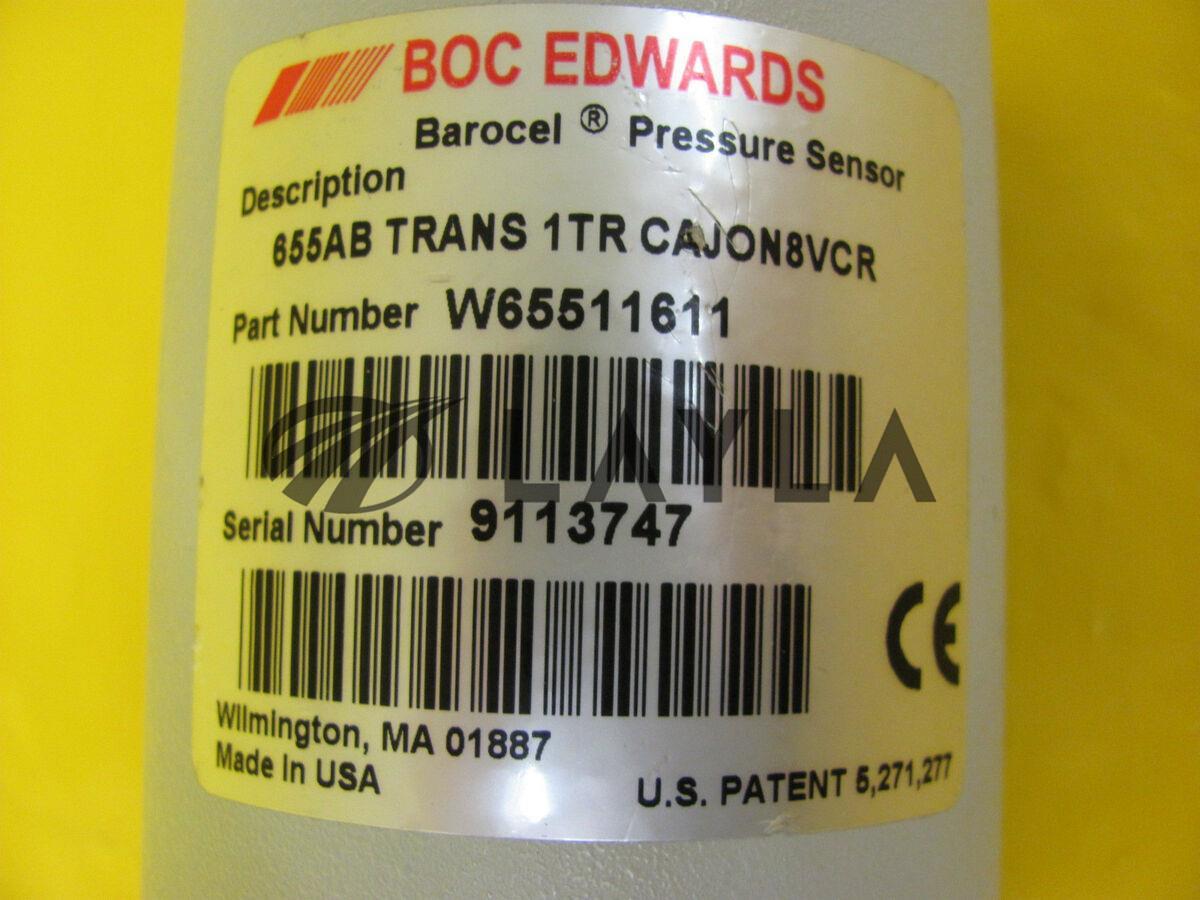 BOC EDWARDS
Barocel ® Pressure Sensor
Description
655AB TRANS 1TR CAJON8VCR
Part Number W65511611
LAYLA
Serial Number 9113747
CE
Wilmington, MA 01887
Made In USA
U.S. PATENT 5,271,277